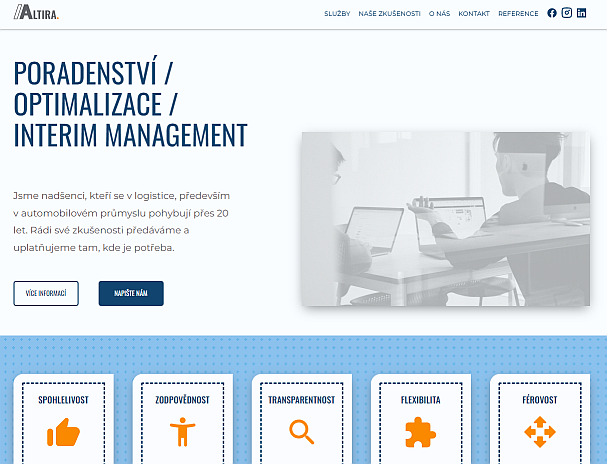 ALTIRA.
SLUŽBY NAŠE ZKUŠENOSTI O NÁS KONTAKT REFERENCE
PORADENSTVÍ /
OPTIMALIZACE /
INTERIM MANAGEMENT
Jsme nadšenci, kteří se v logistice, především
v automobilovém průmyslu pohybují přes 20
let. Rádi své zkušenosti předáváme a
uplatňujeme tam, kde je potřeba.
VÍCE INFORMACÍ NAPIŠTE NÁM
SPOHLELIVOST ZODPOVĚDNOST TRANSPARENTNOST FLEXIBILITA FÉROVOST